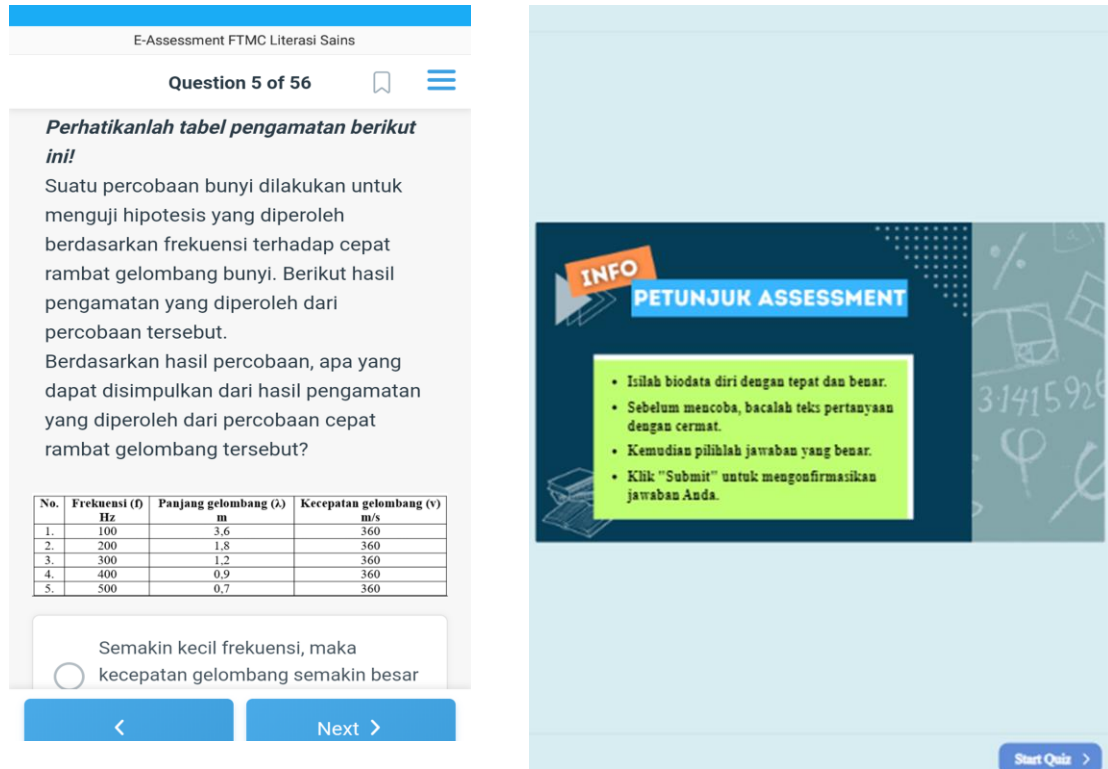 E-Assessment FTMC Literasi Sains
Question 5 of 56
Perhatikanlah tabel pengamatan berikut
ini!
Suatu percobaan bunyi dilakukan untuk
menguji hipotesis yang diperoleh
berdasarkan frekuensi terhadap cepat
rambat gelombang bunyi. Berikut hasil
pengamatan yang diperoleh dari
percobaan tersebut.
Berdasarkan hasil percobaan, apa yang
dapat disimpulkan dari hasil pengamatan
yang diperoleh dari percobaan cepat
rambat gelombang tersebut?
No. Frekuensi (f) Panjang gelombang (λ) Kecepatan gelombang (v)
Hz m m/s
1. 100 3,6 360
2. 200 1,8 360
3. 300 1,2 360
4. 400 0,9 360
5. 500 0,7 360
Semakin kecil frekuensi, maka
kecepatan gelombang semakin besar
Next
INFO
PETUNJUK ASSESSMENT
• Isilah biodata diri dengan tepat dan benar.
• Sebelum mencoba, bacalah teks pertanyaan
dengan cermat.
• Kemudian pilihlah jawaban yang benar.
• Klik "Submit" untuk mengonfirmasikan
jawaban Anda.
%
3.1415926
φ
Start Quiz